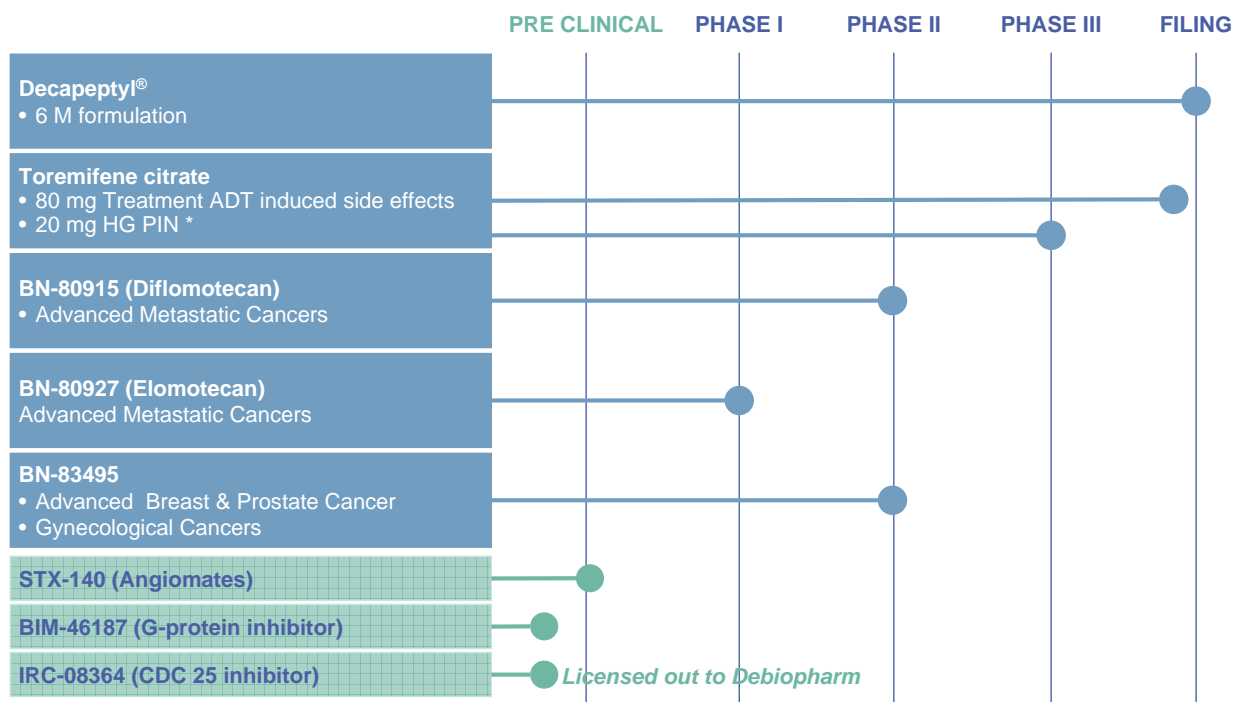 PRE CLINICAL PHASE I PHASE II PHASE III FILING
Decapeptyl®
• 6 M formulation
Toremifene citrate
• 80 mg Treatment ADT induced side effects
• 20 mg HG PIN *
BN-80915 (Diflomotecan)
• Advanced Metastatic Cancers
BN-80927 (Elomotecan)
Advanced Metastatic Cancers
BN-83495
• Advanced Breast & Prostate Cancer
• Gynecological Cancers
STX-140 (Angiomates)
BIM-46187 (G-protein inhibitor)
IRC-08364 (CDC 25 inhibitor) Licensed out to Debiopharm